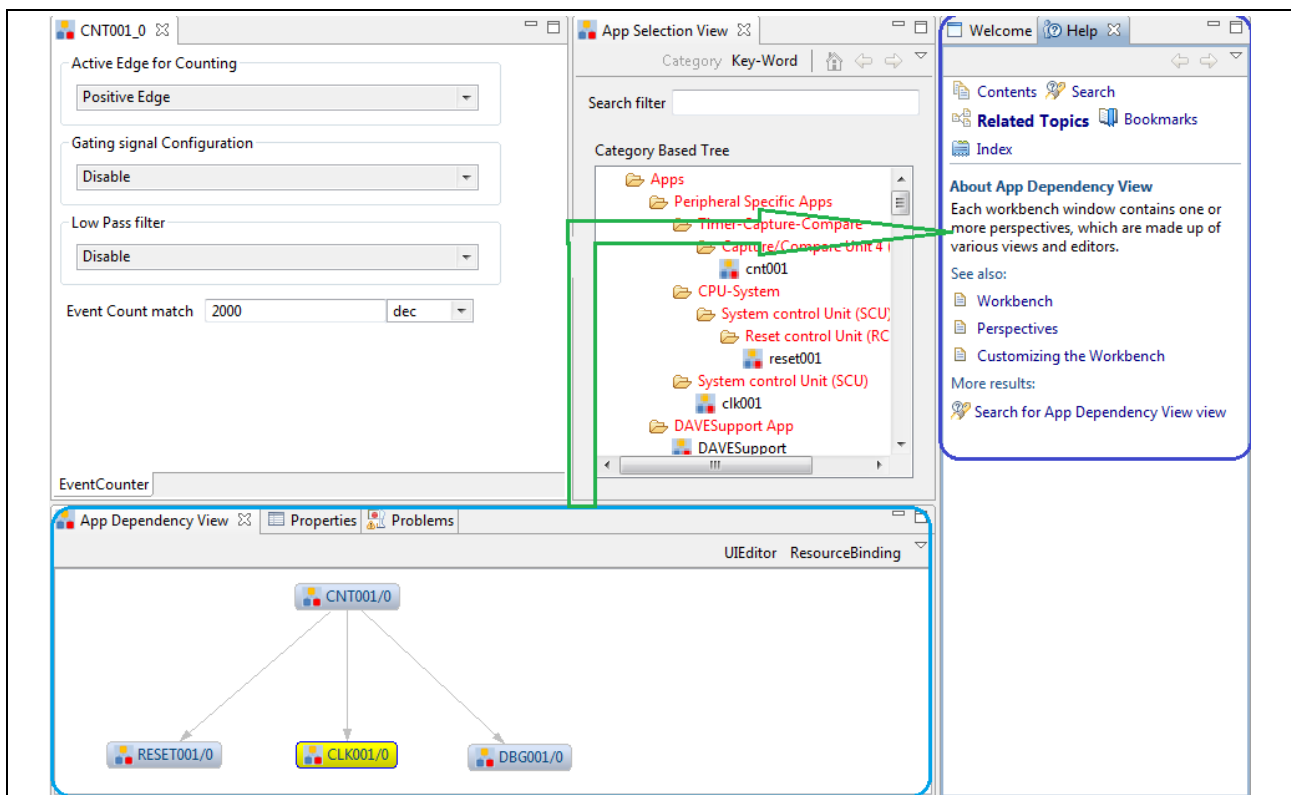 CNT001_0
Active Edge for Counting
Positive Edge
Gating signal Configuration
Disable
Low Pass filter
Disable
Event Count match 2000 dec
EventCounter
App Selection View
Category Key-Word
Search filter
Category Based Tree
Apps
Peripheral Specific Apps
Timer-Capture-Compare
Capture/Compare Unit 4 (
cnt001
CPU-System
System control Unit (SCU)
Reset control Unit (RC
reset001
System control Unit (SCU)
clk001
DAVESupport App
DAVESupport
Welcome Help
Contents Search
Related Topics Bookmarks
Index
About App Dependency View
Each workbench window contains one or
more perspectives, which are made up of
various views and editors.
See also:
Workbench
Perspectives
Customizing the Workbench
More results:
Search for App Dependency View view
App Dependency View Properties Problems
UIEditor ResourceBinding
CNT001/0
RESET001/0 CLK001/0 DBG001/0